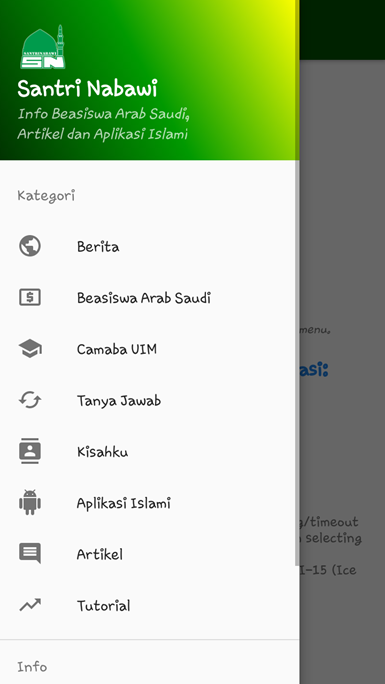 SANTRINABAWI
SN
Santri Nabawi
Info Beasiswa Arab Saudi,
Artikel dan Aplikasi Islami
Kategori
Berita
Beasiswa Arab Saudi
Camaba UIM
Tanya Jawab
Kisahku
Aplikasi Islami
Artikel
Tutorial
Info
menu.
asi:
g/timeout
selecting
I-15 (Ice